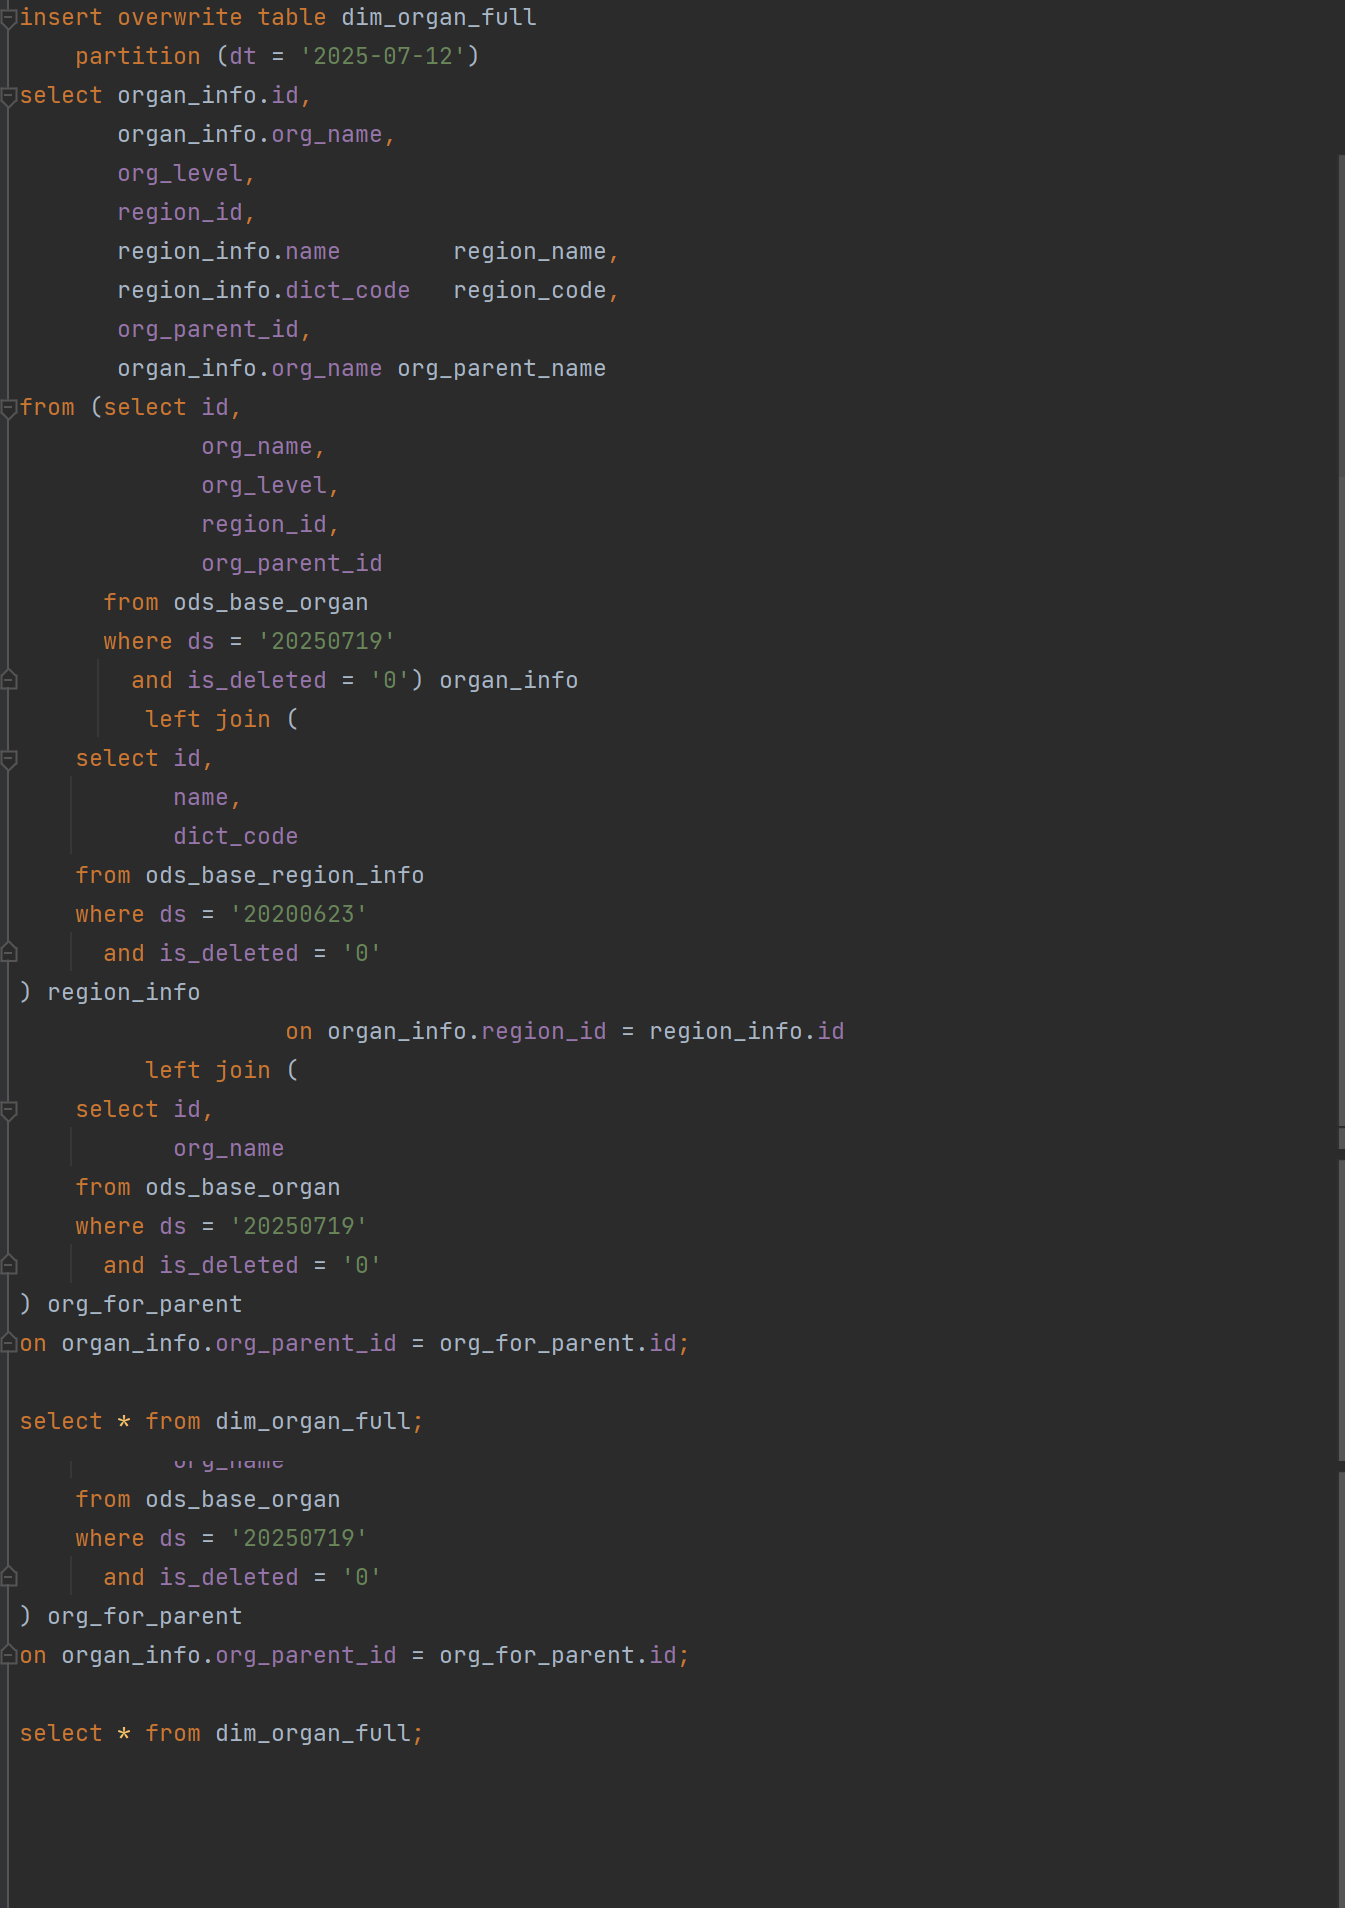 insert overwrite table dim_organ_full
    partition (dt = '2025-07-12')
select organ_info.id,
       organ_info.org_name,
       org_level,
       region_id,
       region_info.name        region_name,
       region_info.dict_code   region_code,
       org_parent_id,
       organ_info.org_name org_parent_name
from (select id,
             org_name,
             org_level,
             region_id,
             org_parent_id
      from ods_base_organ
      where ds = '20250719'
        and is_deleted = '0') organ_info
         left join (
    select id,
           name,
           dict_code
    from ods_base_region_info
    where ds = '20200623'
      and is_deleted = '0'
) region_info
                   on organ_info.region_id = region_info.id
         left join (
    select id,
           org_name
    from ods_base_organ
    where ds = '20250719'
      and is_deleted = '0'
) org_for_parent
on organ_info.org_parent_id = org_for_parent.id;

select * from dim_organ_full;
           org_name
    from ods_base_organ
    where ds = '20250719'
      and is_deleted = '0'
) org_for_parent
on organ_info.org_parent_id = org_for_parent.id;

select * from dim_organ_full;